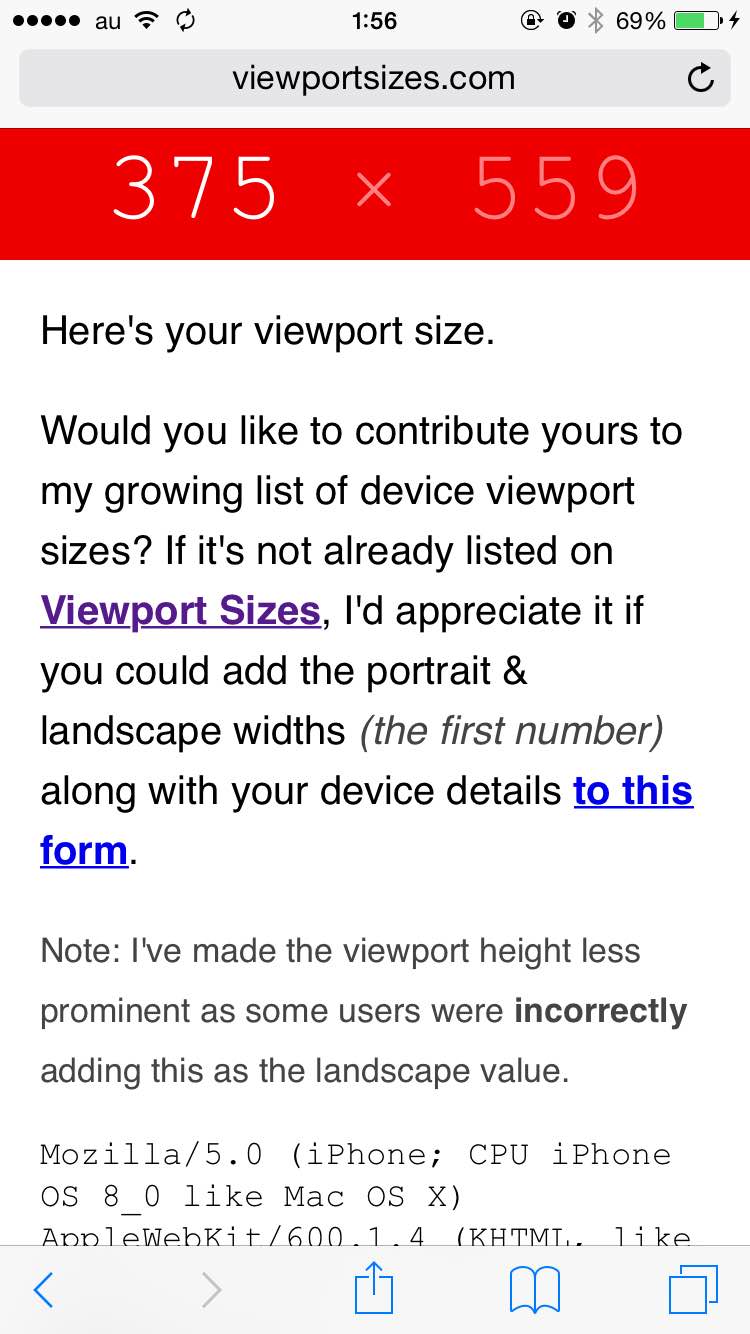 au 1:56 69%
viewportsizes.com
375 × 559
Here's your viewport size.
Would you like to contribute yours to
my growing list of device viewport
sizes? If it's not already listed on
Viewport Sizes, I'd appreciate it if
you could add the portrait &
landscape widths (the first number)
along with your device details to this
form.
Note: I've made the viewport height less
prominent as some users were incorrectly
adding this as the landscape value.
Mozilla/5.0 (iPhone; CPU iPhone
OS 8_0 like Mac OS X)
AppleWebKit/600.1.4 (KHTML, like